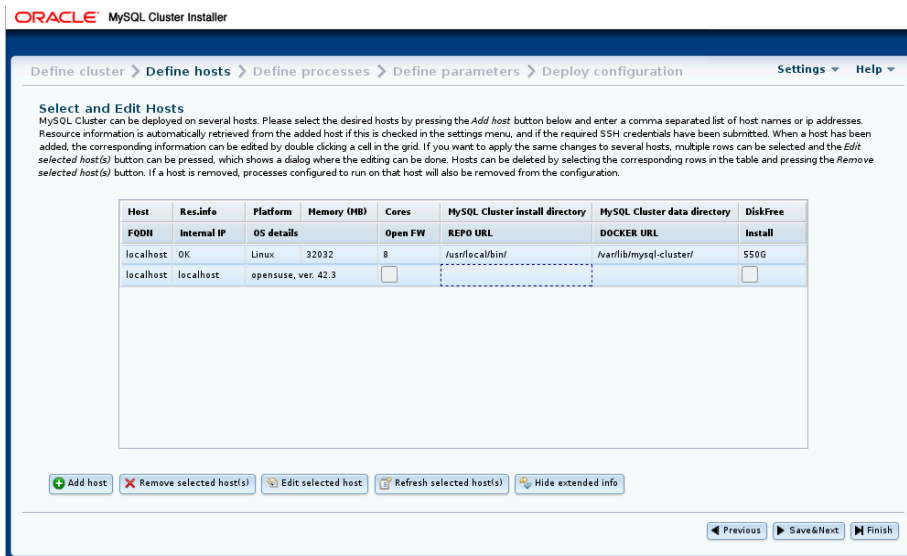 ORACLE MySQL Cluster Installer
Define cluster Define hosts Define processes Define parameters Deploy configuration Settings Help
Select and Edit Hosts
MySQL Cluster can be deployed on several hosts. Please select the desired hosts by pressing the Add host button below and enter a comma separated list of host names or ip addresses.
Resource information is automatically retrieved from the added host if this is checked in the settings menu, and if the required SSH credentials have been submitted. When a host has been
added, the corresponding information can be edited by double clicking a cell in the grid. If you want to apply the same changes to several hosts, multiple rows can be selected and the Edit
selected host(s) button can be pressed, which shows a dialog where the editing can be done. Hosts can be deleted by selecting the corresponding rows in the table and pressing the Remove
selected host(s) button. If a host is removed, processes configured to run on that host will also be removed from the configuration.
Host Res.info Platform Memory (MB) Cores MySQL Cluster install directory MySQL Cluster data directory DiskFree
FQDN Internal IP OS details Open FW REPO URL DOCKER URL Install
localhost OK Linux 32032 8 /usr/local/bin/ /var/lib/mysql-cluster/ 550G
localhost localhost opensuse, ver. 42.3
Add host Remove selected host(s) Edit selected host Refresh selected host(s) Hide extended info
Previous Save&Next Finish